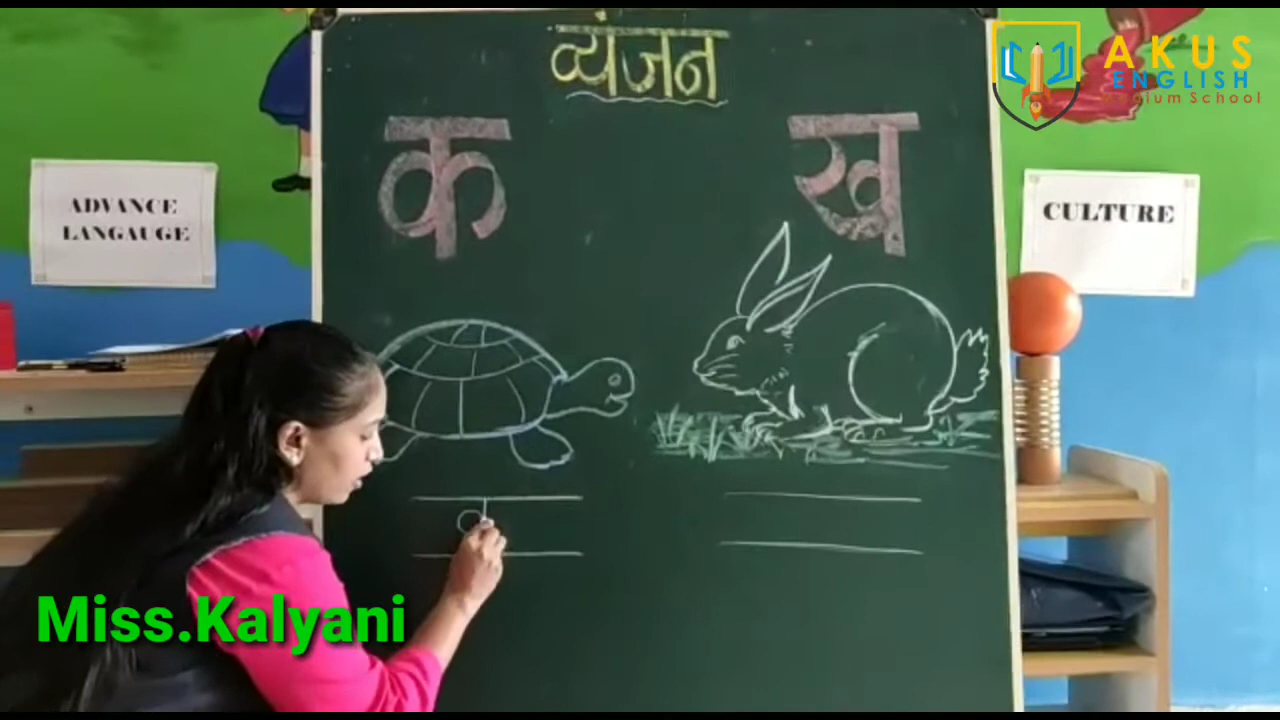 व्यंजन
क ख
ADVANCE
LANGAUGE
CULTURE
AKUS
ENGLISH
Medium School
Miss.Kalyani